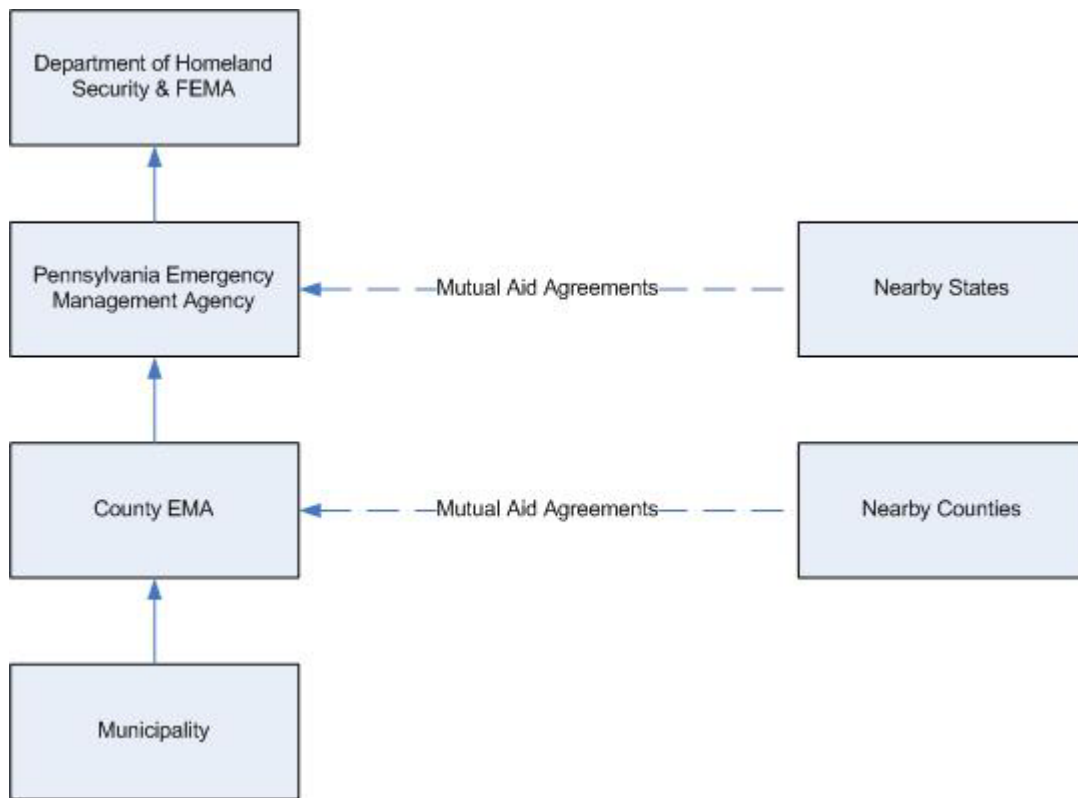 Department of Homeland
Security & FEMA
Pennsylvania Emergency
Management Agency
Mutual Aid Agreements
Nearby States
County EMA
Mutual Aid Agreements
Nearby Counties
Municipality